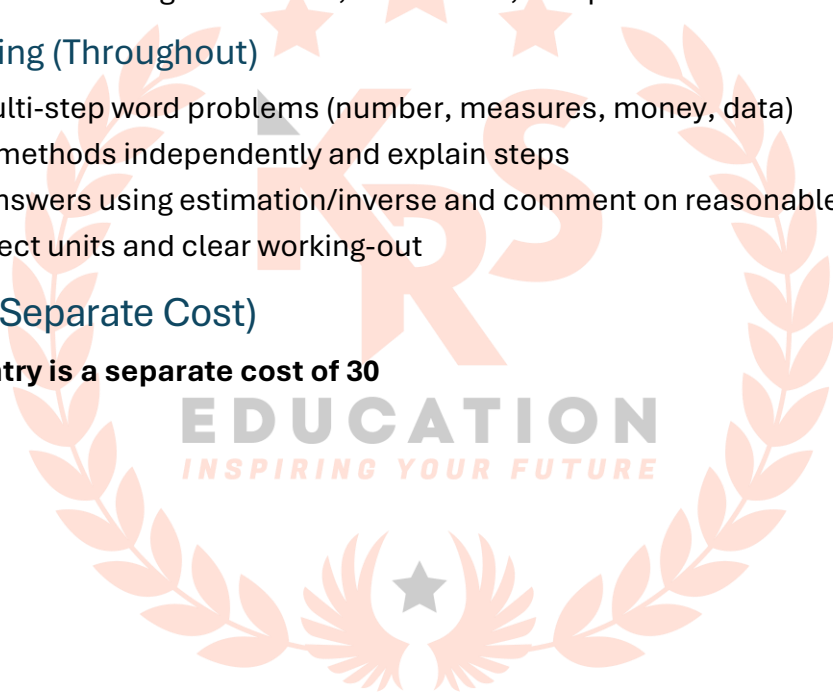 ing (Throughout)
ulti-step word problems (number, measures, money, data)
methods independently and explain steps
nswers using estimation/inverse and comment on reasonable
ect units and clear working-out
Separate Cost)
ntry is a separate cost of 30
KRS
EDUCATION
INSPIRING YOUR FUTURE